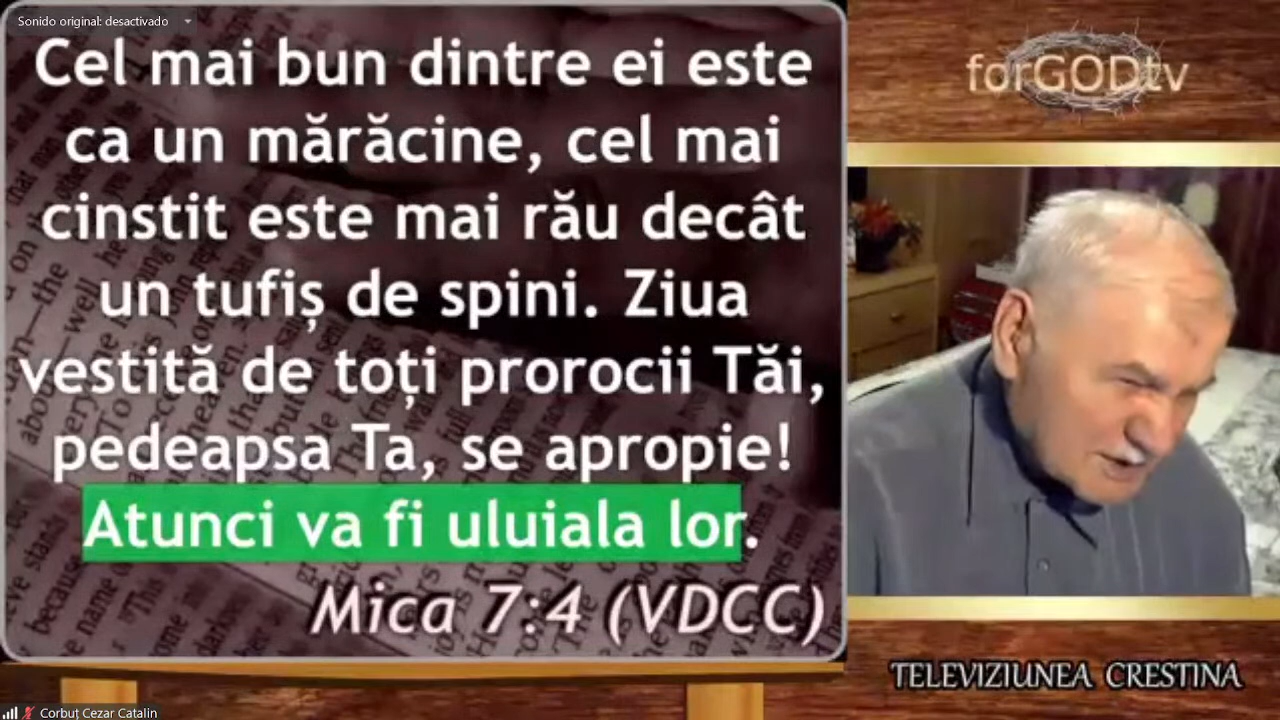 Sonido original: desactivado
Cel mai bun dintre ei este
ca un mărăcine, cel mai
cinstit este mai rău decât
un tufiș de spini. Ziua
vestită de toți prorocii Tăi,
pedeapsa Ta, se apropie!
Atunci va fi uluiala lor.
Mica 7:4 (VDCC)
forGODtv
TELEVIZIUNEA CRESTINA
Corbuț Cezar Catalin